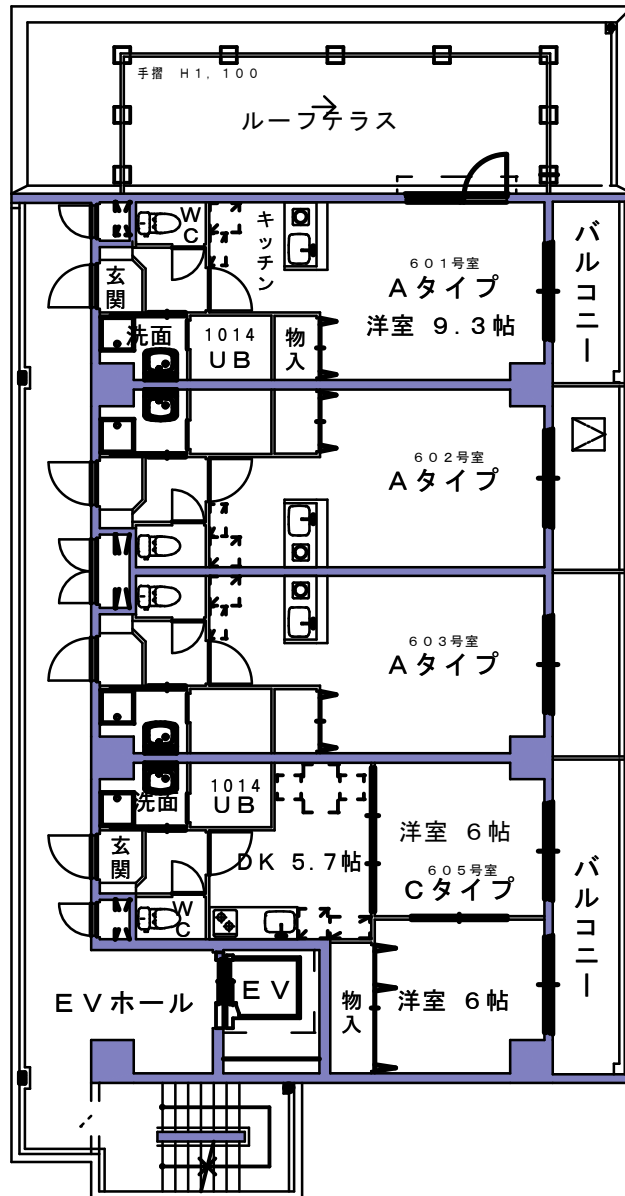 手摺 H1,100
ルーフテラス
WC
キッチン
玄関
601号室
Aタイプ
洋室 9.3帖
バルコニー
洗面
1014
UB
物入
602号室
Aタイプ
603号室
Aタイプ
1014
UB
洗面
玄関
DK 5.7帖
洋室 6帖
605号室
Cタイプ
バルコニー
WC
EVホール
EV
物入
洋室 6帖